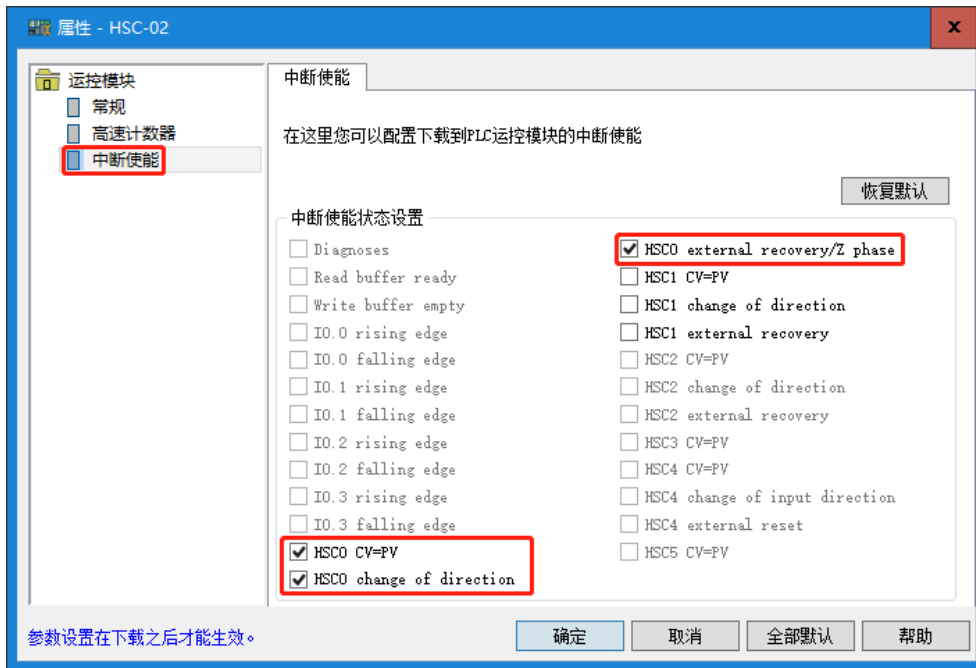 属性 - HSC-02
x
运控模块
常规
高速计数器
中断使能
中断使能
在这里您可以配置下载到PLC运控模块的中断使能
恢复默认
中断使能状态设置
Diagnoses
Read buffer ready
Write buffer empty
I0.0 rising edge
I0.0 falling edge
I0.1 rising edge
I0.1 falling edge
I0.2 rising edge
I0.2 falling edge
I0.3 rising edge
I0.3 falling edge
HSC0 CV=PV
HSC0 change of direction
HSC0 external recovery/Z phase
HSC1 CV=PV
HSC1 change of direction
HSC1 external recovery
HSC2 CV=PV
HSC2 change of direction
HSC2 external recovery
HSC3 CV=PV
HSC4 CV=PV
HSC4 change of input direction
HSC4 external reset
HSC5 CV=PV
参数设置在下载之后才能生效。
确定
取消
全部默认
帮助